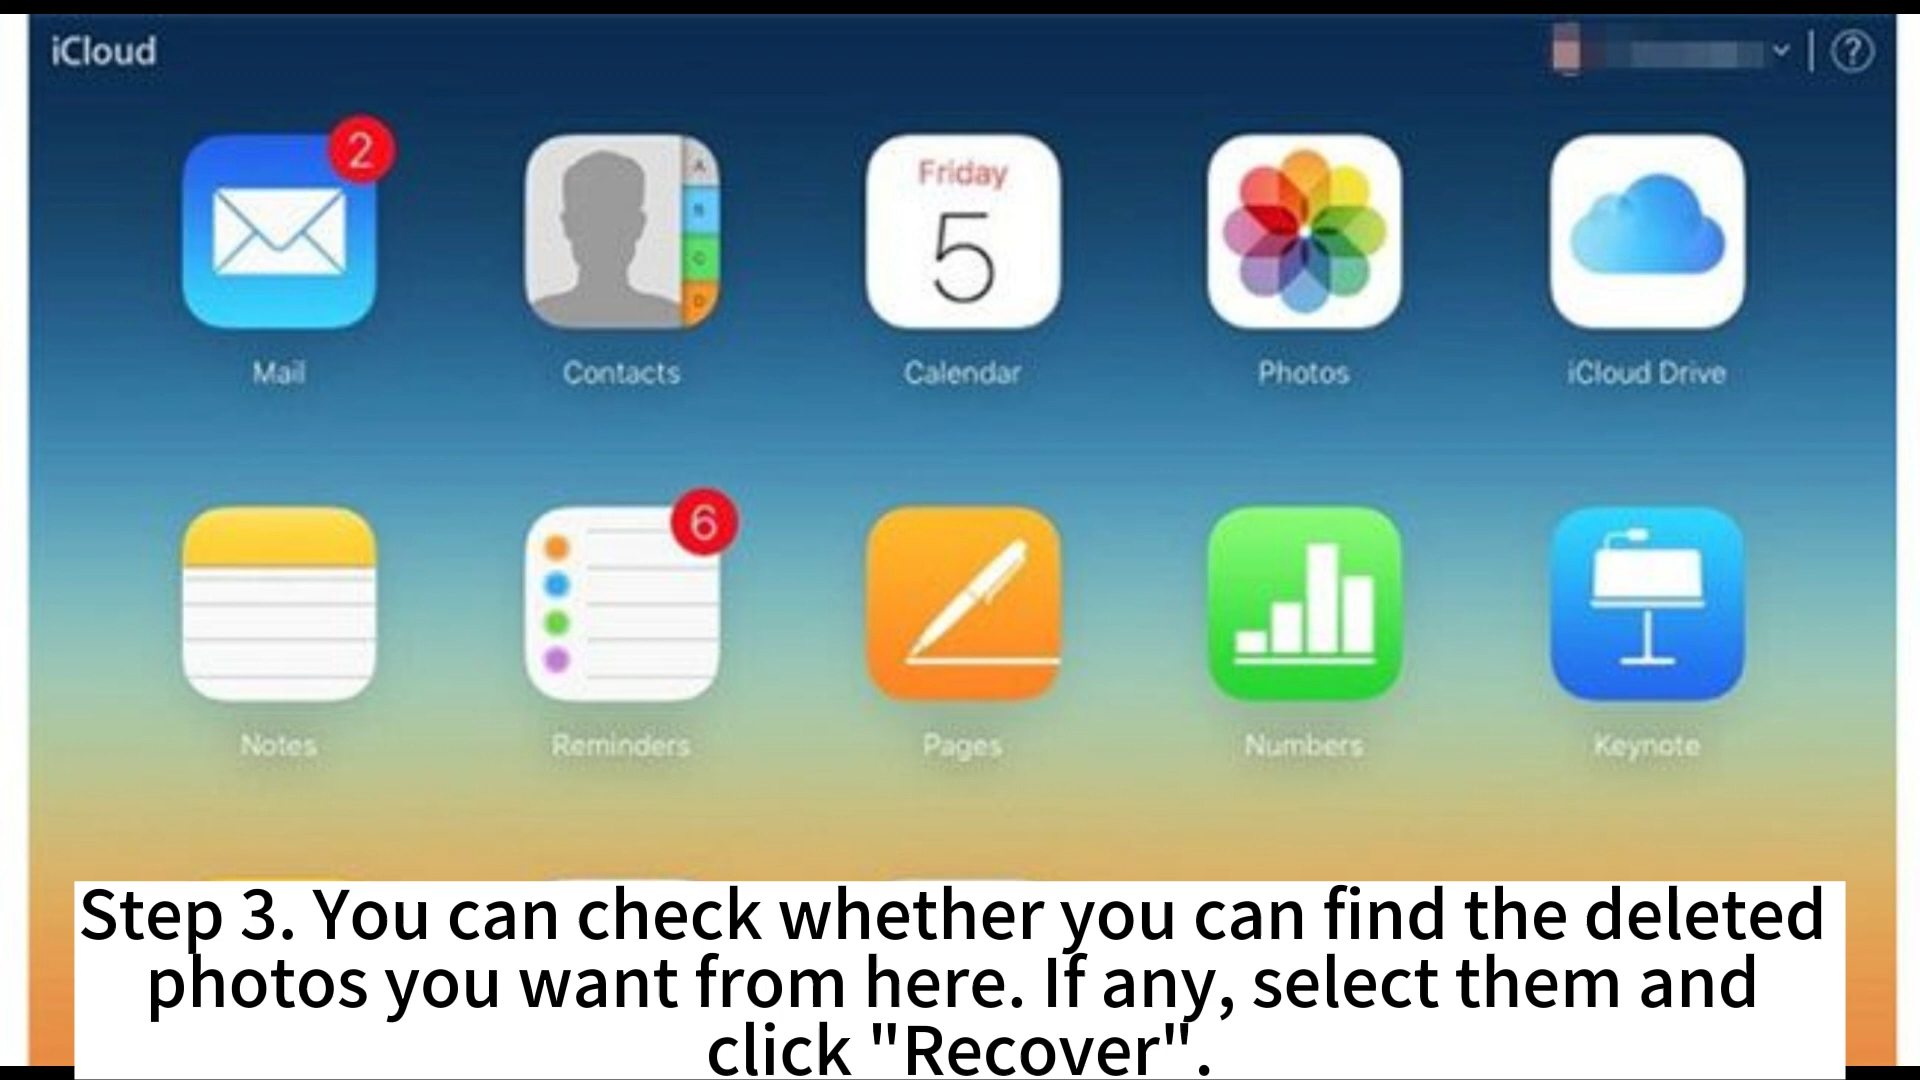 iCloud
2
A
B
C
D
Friday
5
Mail
Contacts
Calendar
Photos
iCloud Drive
6
Notes
Reminders
Pages
Numbers
Keynote
Step 3. You can check whether you can find the deleted
photos you want from here. If any, select them and
click "Recover".